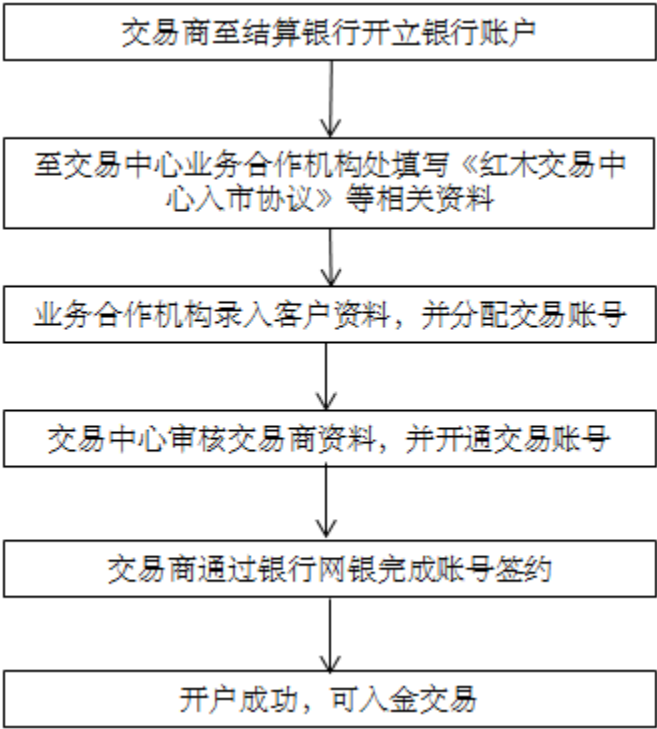 交易商至结算银行开立银行账户
至交易中心业务合作机构处填写《红木交易中
心入市协议》等相关资料
业务合作机构录入客户资料，并分配交易账号
交易中心审核交易商资料，并开通交易账号
交易商通过银行网银完成账号签约
开户成功，可入金交易